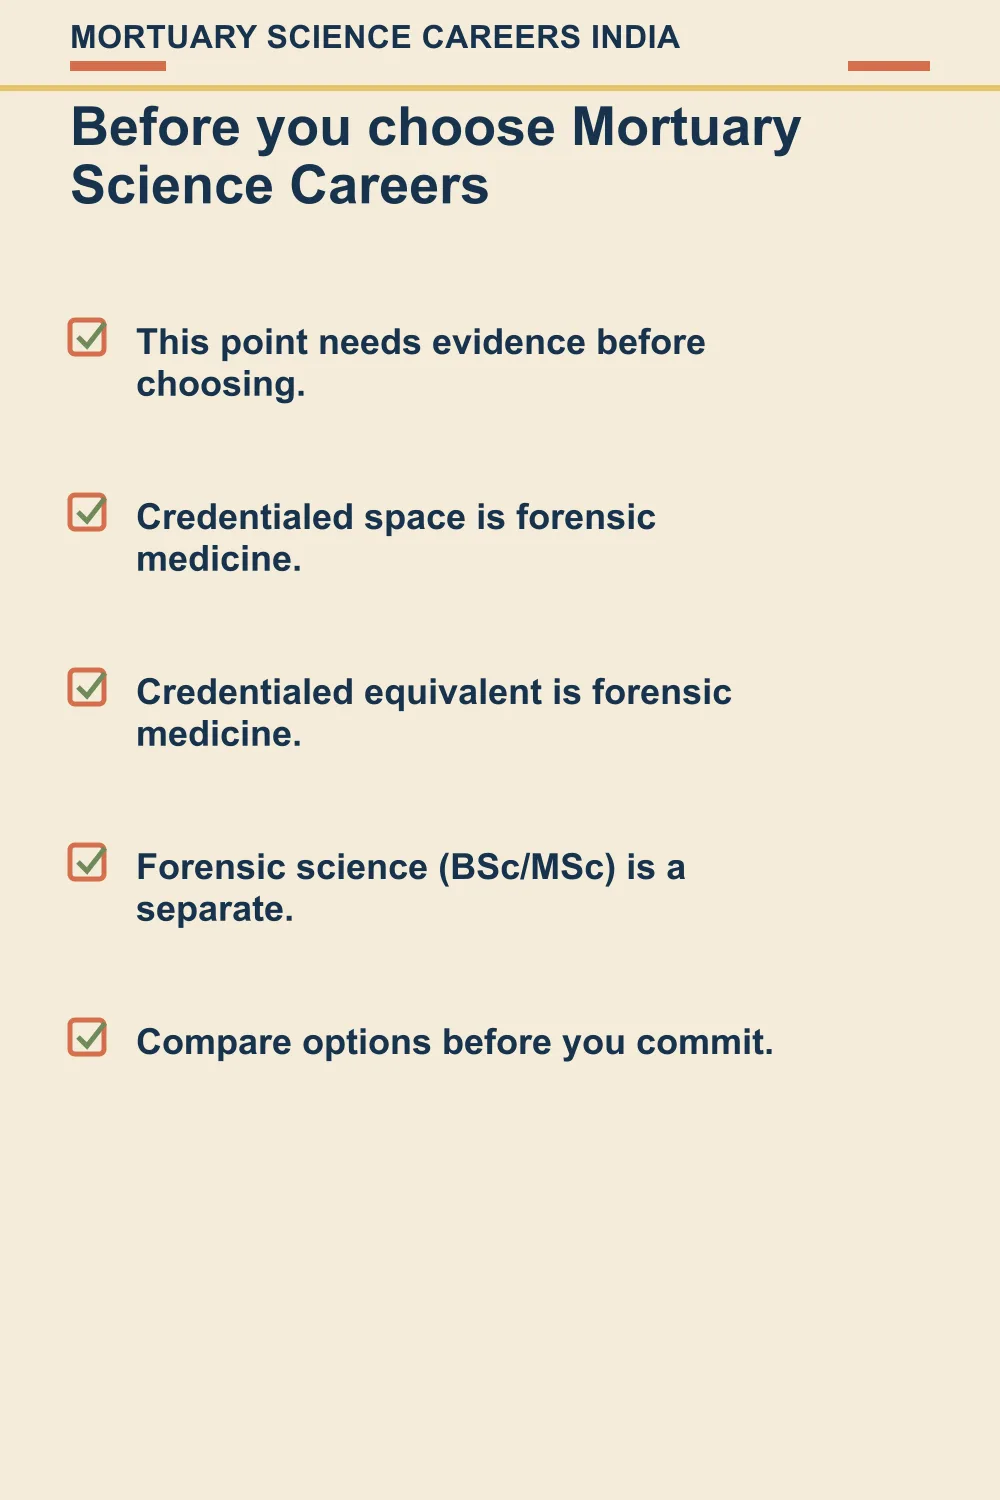 MORTUARY SCIENCE CAREERS INDIA
Before you choose Mortuary
Science Careers
This point needs evidence before
choosing.
Credentialed space is forensic
medicine.
Credentialed equivalent is forensic
medicine.
Forensic science (BSc/MSc) is a
separate.
Compare options before you commit.